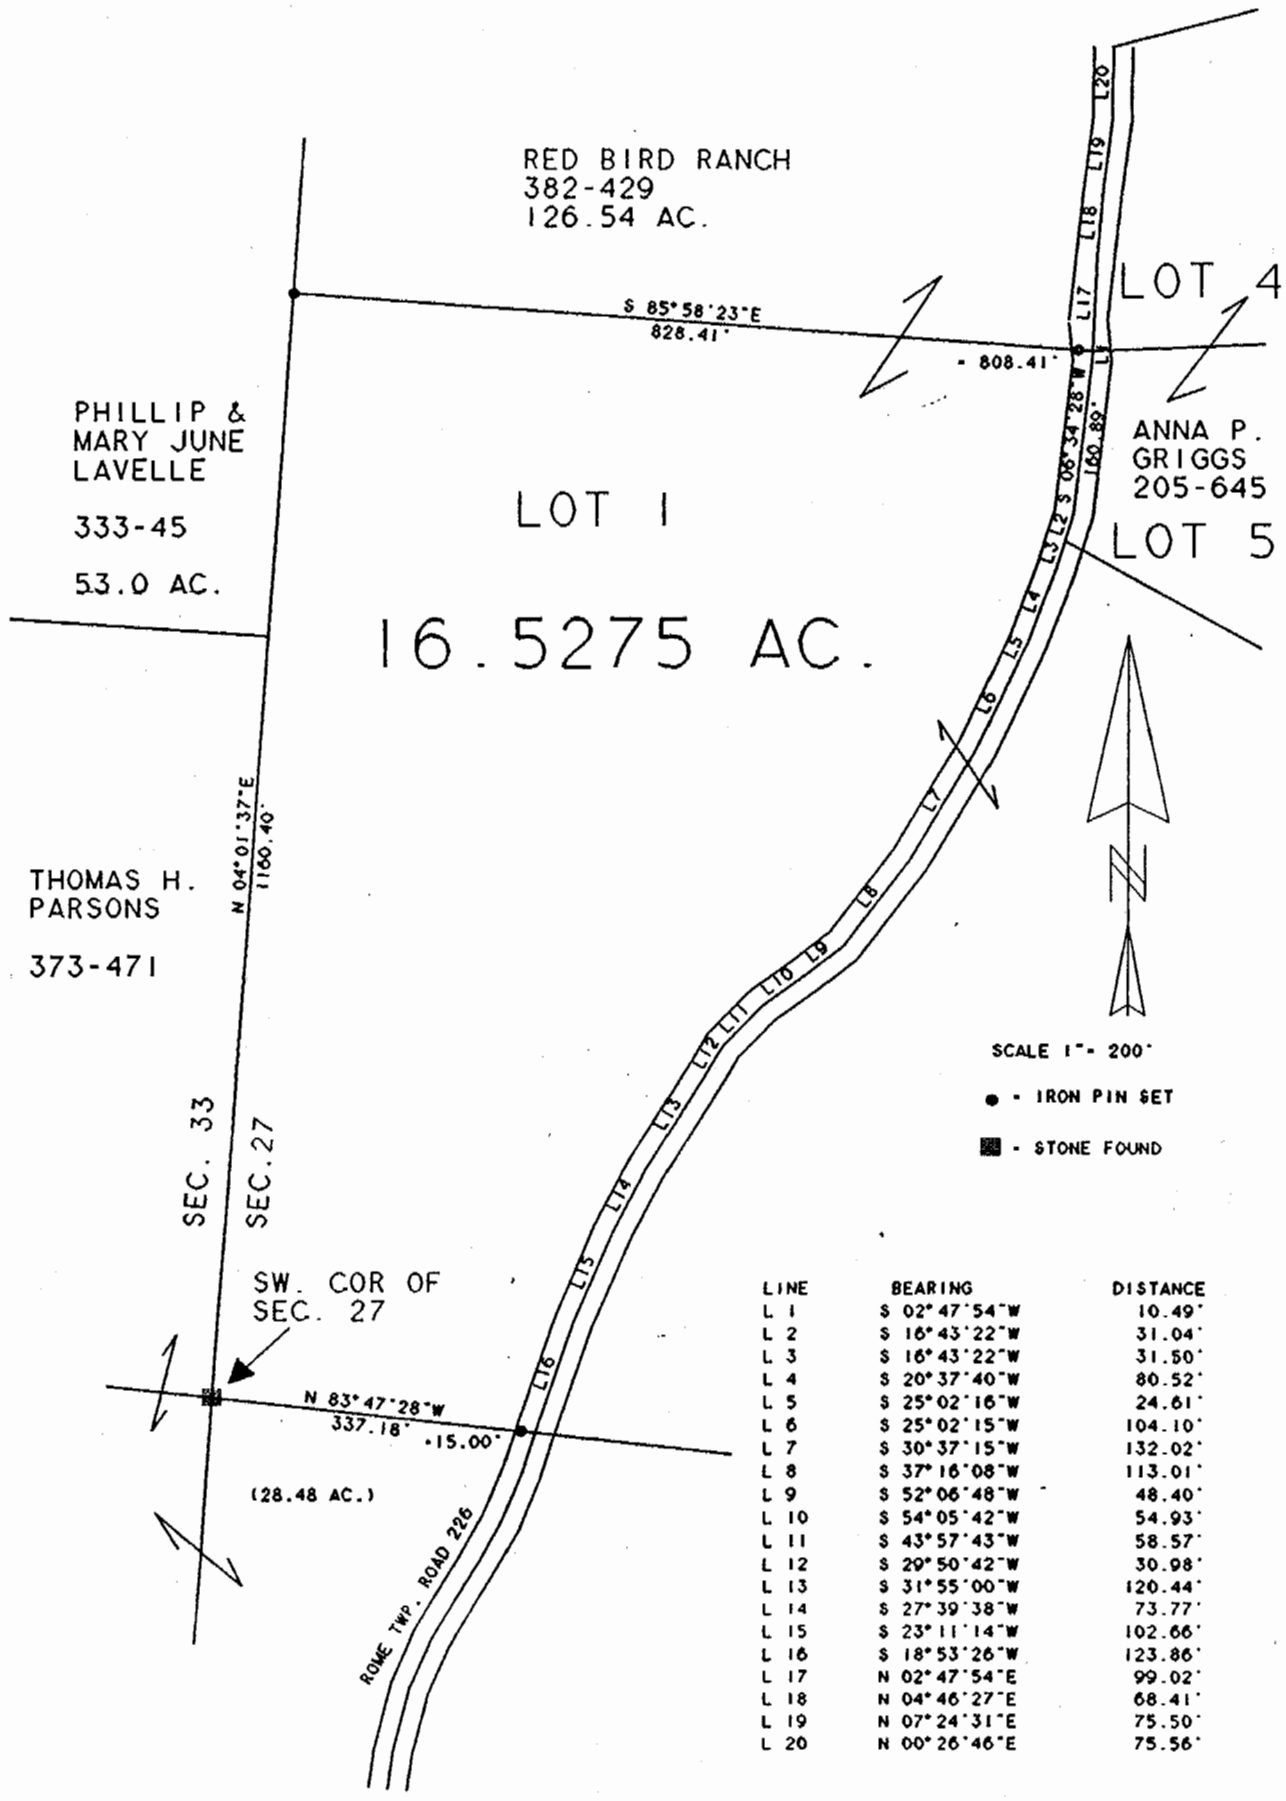 RED BIRD RANCH
382-429
126.54 AC.
L20
L19
L18
L17
LOT 4
S 85°58'23"E
828.41'
- 808.41'
L1
S 06°34'28"W
160.89'
PHILLIP &
MARY JUNE
LAVELLE
333-45
53.0 AC.
ANNA P.
GRIGGS
205-645
LOT 5
LOT 1
16.5275 AC.
L2
L3
L4
L5
L6
L7
L8
L9
L10
L11
L12
L13
L14
L15
L16
N 04°01'37"E
1160.40'
THOMAS H.
PARSONS
373-471
N
SCALE 1"- 200'
- IRON PIN SET
- STONE FOUND
SEC. 33
SEC.27
SW. COR OF
SEC. 27
N 83°47'28"W
337.18'
+15.00'
(28.48 AC.)
ROME TWP. ROAD 226
LINE BEARING DISTANCE
L 1 S 02°47'54"W 10.49'
L 2 S 16°43'22"W 31.04'
L 3 S 16°43'22"W 31.50'
L 4 S 20°37'40"W 80.52'
L 5 S 25°02'16"W 24.61'
L 6 S 25°02'15"W 104.10'
L 7 S 30°37'15"W 132.02'
L 8 S 37°16'08"W 113.01'
L 9 S 52°06'48"W 48.40'
L 10 S 54°05'42"W 54.93'
L 11 S 43°57'43"W 58.57'
L 12 S 29°50'42"W 30.98'
L 13 S 31°55'00"W 120.44'
L 14 S 27°39'38"W 73.77'
L 15 S 23°11'14"W 102.66'
L 16 S 18°53'26"W 123.86'
L 17 N 02°47'54"E 99.02'
L 18 N 04°46'27"E 68.41'
L 19 N 07°24'31"E 75.50'
L 20 N 00°26'46"E 75.56'